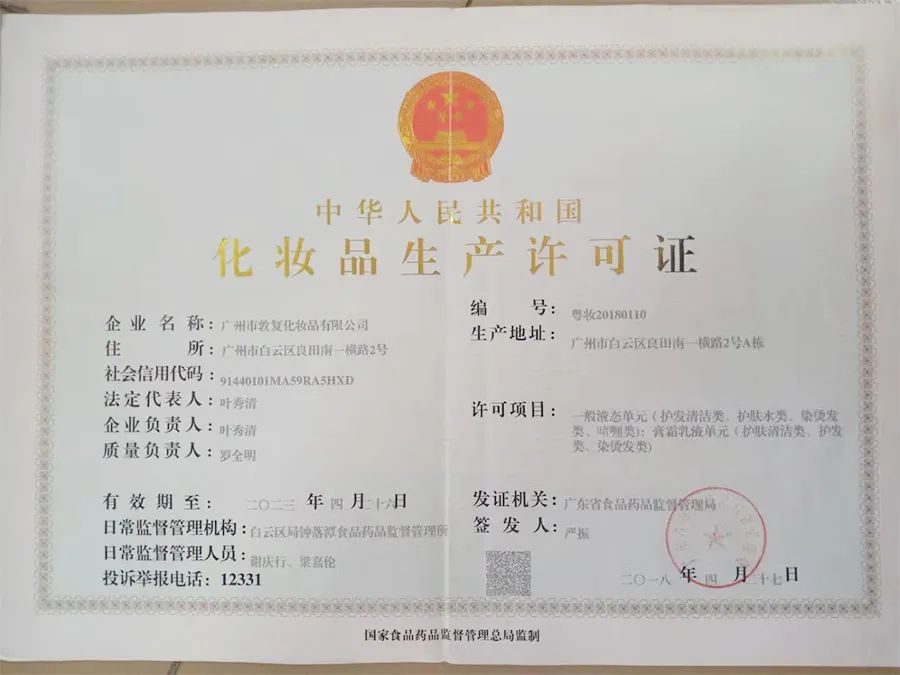 中华人民共和国
化妆品生产许可证
企业名称：广州市敦复化妆品有限公司
住所：广州市白云区良田南一横路2号
社会信用代码：91440101MA59RA5HXD
法定代表人：叶秀清
企业负责人：叶秀清
质量负责人：罗全明
有效期至：二〇二三年四月二十六日
日常监督管理机构：白云区局钟落潭食品药品监督管理所
日常监督管理人员：谢庆行、梁嘉伦
投诉举报电话：12331
编号：粤妆20180110
生产地址：广州市白云区良田南一横路2号A栋
许可项目：一般液态单元（护发清洁类、护肤水类、染烫发
类、啫喱类）；膏霜乳液单元（护肤清洁类、护发
类、染烫发类）
发证机关：广东省食品药品监督管理局
签发人：严振
二〇一八年四月二十七日
国家食品药品监督管理总局监制